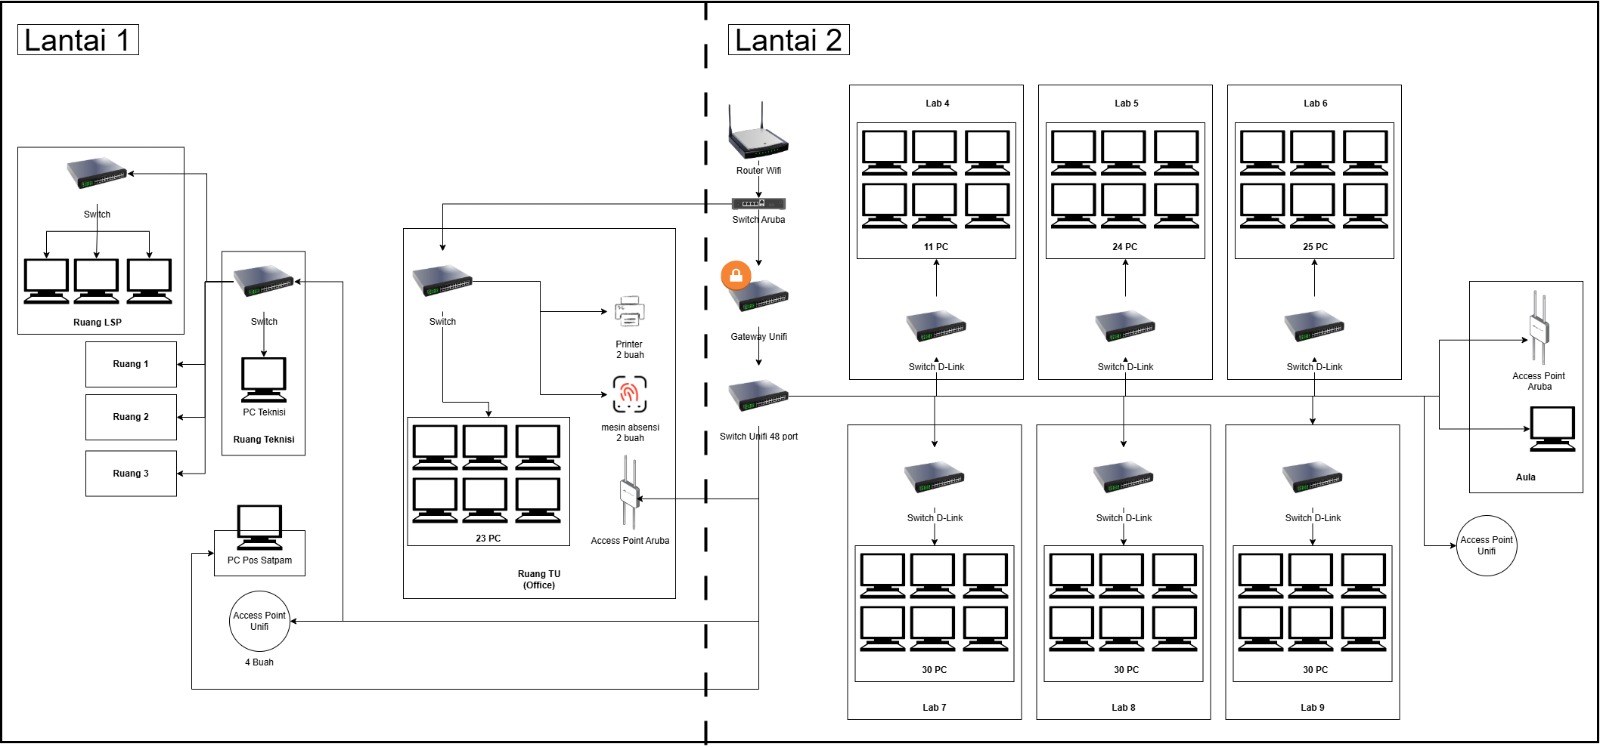 Lantai 1
Switch
Ruang LSP
Switch
PC Teknisi
Ruang Teknisi
Ruang 1
Ruang 2
Ruang 3
PC Pos Satpam
Access Point
Unifi
4 Buah
Switch
Printer
2 buah
mesin absensi
2 buah
23 PC
Access Point Aruba
Ruang TU
(Office)
Lantai 2
Router Wifi
Switch Aruba
Gateway Unifi
Switch Unifi 48 port
Lab 4
11 PC
Switch D-Link
Lab 5
24 PC
Switch D-Link
Lab 6
25 PC
Switch D-Link
Switch D-Link
30 PC
Lab 7
Switch D-Link
30 PC
Lab 8
Switch D-Link
30 PC
Lab 9
Access Point
Aruba
Aula
Access Point
Unifi